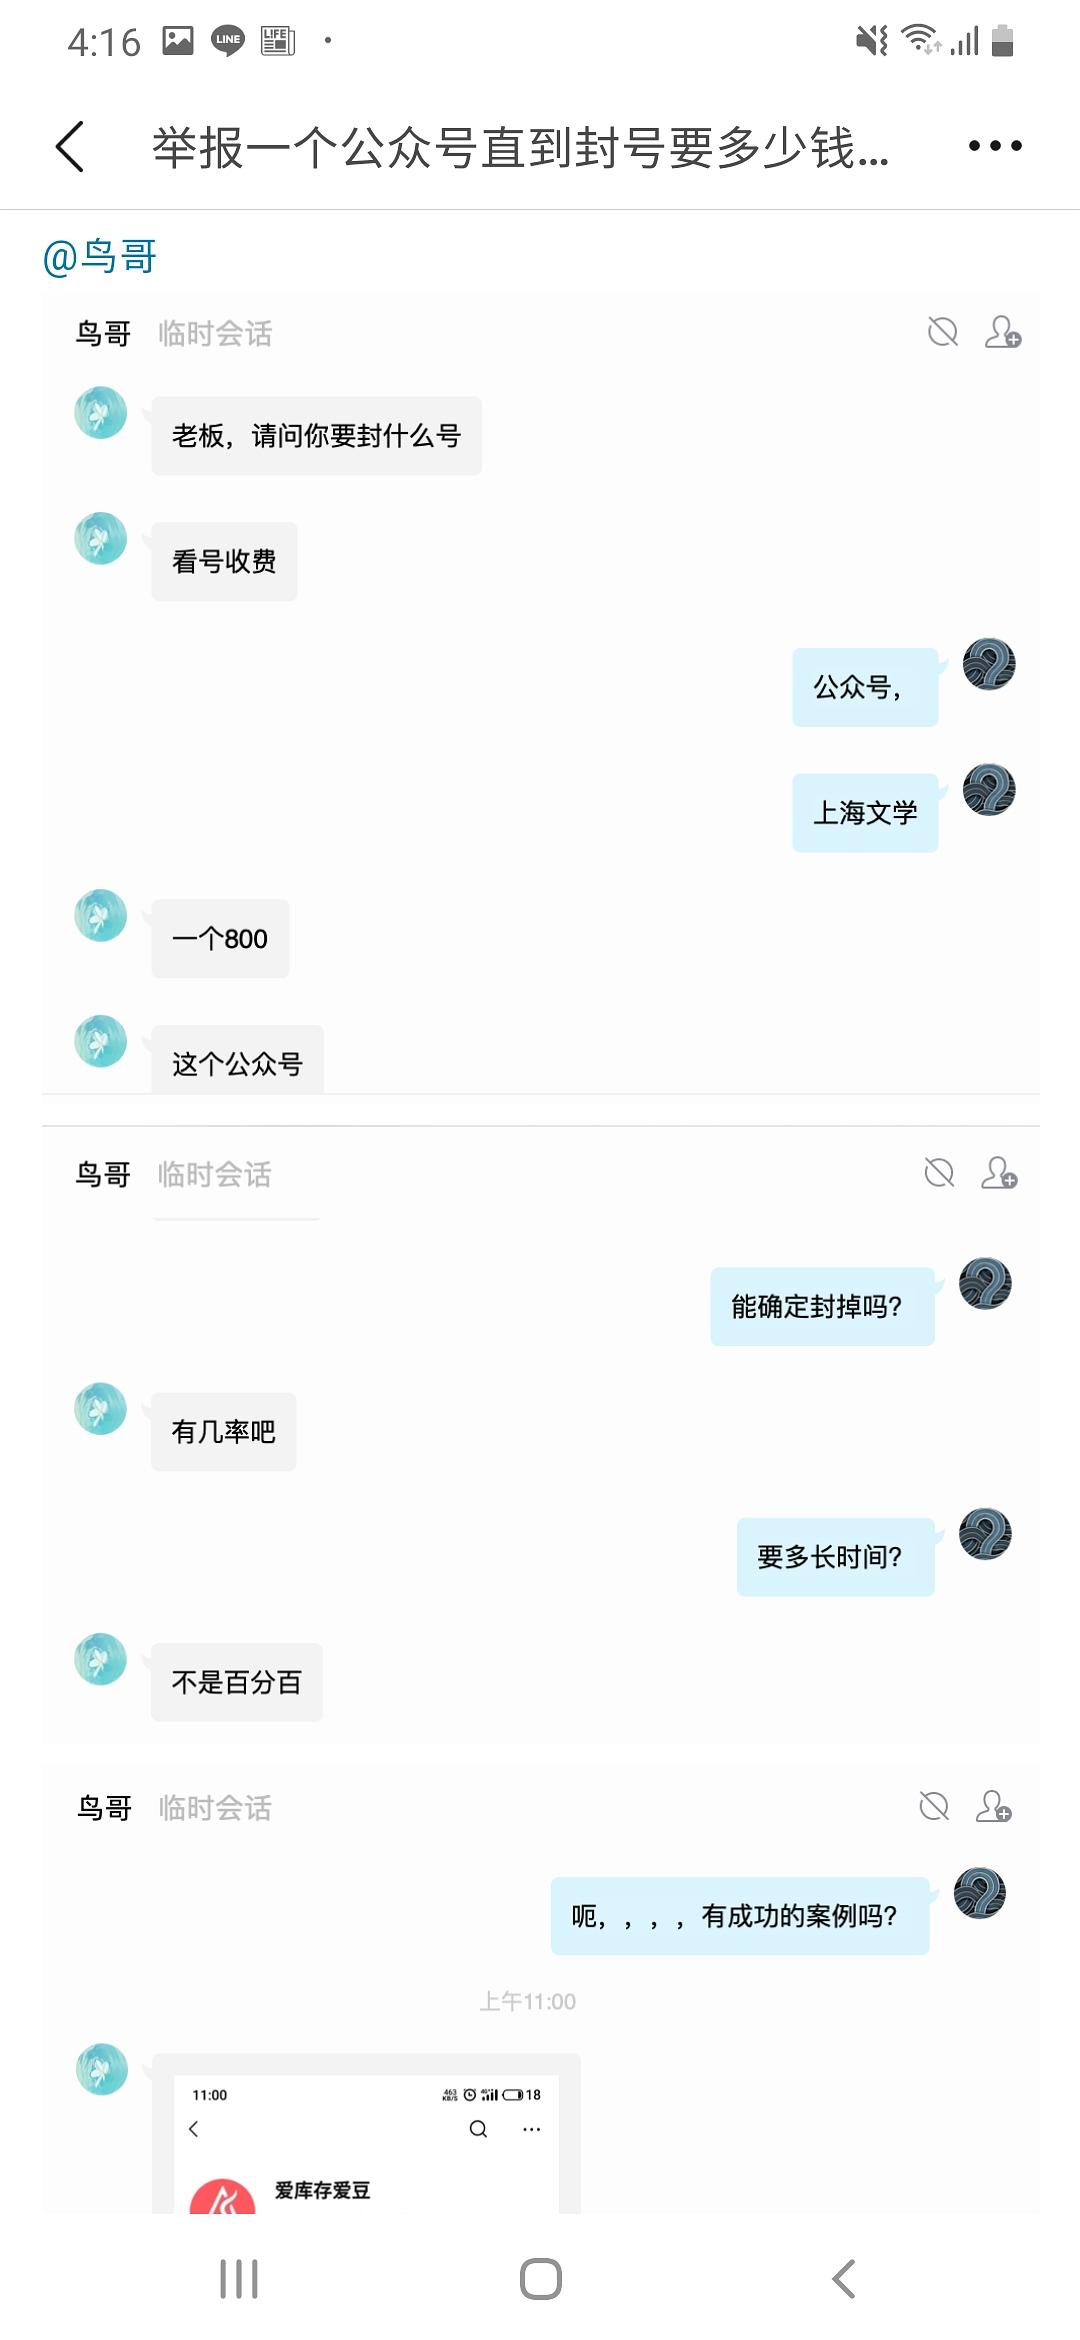 4:16
LINE
LIFE
举报一个公众号直到封号要多少钱...
@鸟哥
鸟哥 临时会话
老板，请问你要封什么号
看号收费
公众号，
上海文学
一个800
这个公众号
鸟哥 临时会话
能确定封掉吗？
有几率吧
要多长时间？
不是百分百
鸟哥 临时会话
呃，，，，有成功的案例吗？
上午11:00
11:00 463 KB/S 4G 18
爱库存爱豆